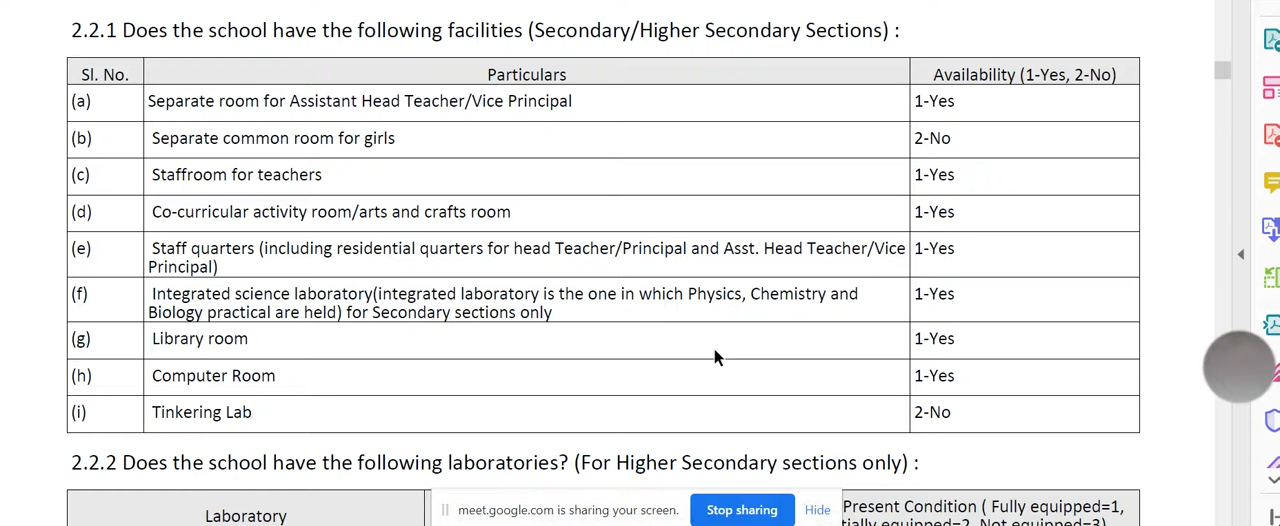 2.2.1 Does the school have the following facilities (Secondary/Higher Secondary Sections) :
Sl. No. Particulars Availability (1-Yes, 2-No)
(a) Separate room for Assistant Head Teacher/Vice Principal 1-Yes
(b) Separate common room for girls 2-No
(c) Staffroom for teachers 1-Yes
(d) Co-curricular activity room/arts and crafts room 1-Yes
(e) Staff quarters (including residential quarters for head Teacher/Principal and Asst. Head Teacher/Vice 1-Yes
Principal)
(f) Integrated science laboratory(integrated laboratory is the one in which Physics, Chemistry and 1-Yes
Biology practical are held) for Secondary sections only
(g) Library room 1-Yes
(h) Computer Room 1-Yes
(i) Tinkering Lab 2-No
2.2.2 Does the school have the following laboratories? (For Higher Secondary sections only) :
Laboratory Present Condition ( Fully equipped=1,
tially equipped=2, Not equipped=3)
meet.google.com is sharing your screen. Stop sharing Hide